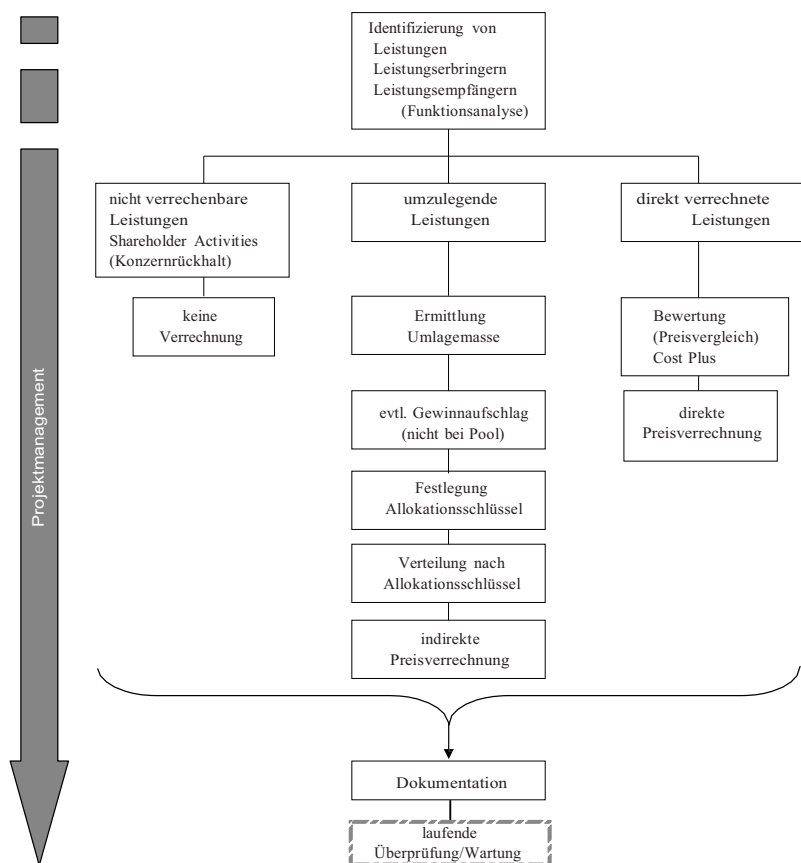 Identifizierung von
Leistungen
Leistungserbringern
Leistungsempfängern
(Funktionsanalyse)
nicht verrechenbare
Leistungen
Shareholder Activities
(Konzernrückhalt)
keine
Verrechnung
umzulegende
Leistungen
Ermittlung
Umlagemasse
evtl. Gewinnaufschlag
(nicht bei Pool)
Festlegung
Allokationsschlüssel
Verteilung nach
Allokationsschlüssel
indirekte
Preisverrechnung
direkt verrechnete
Leistungen
Bewertung
(Preisvergleich)
Cost Plus
direkte
Preisverrechnung
Projektmanagement
Dokumentation
laufende
Überprüfung/Wartung